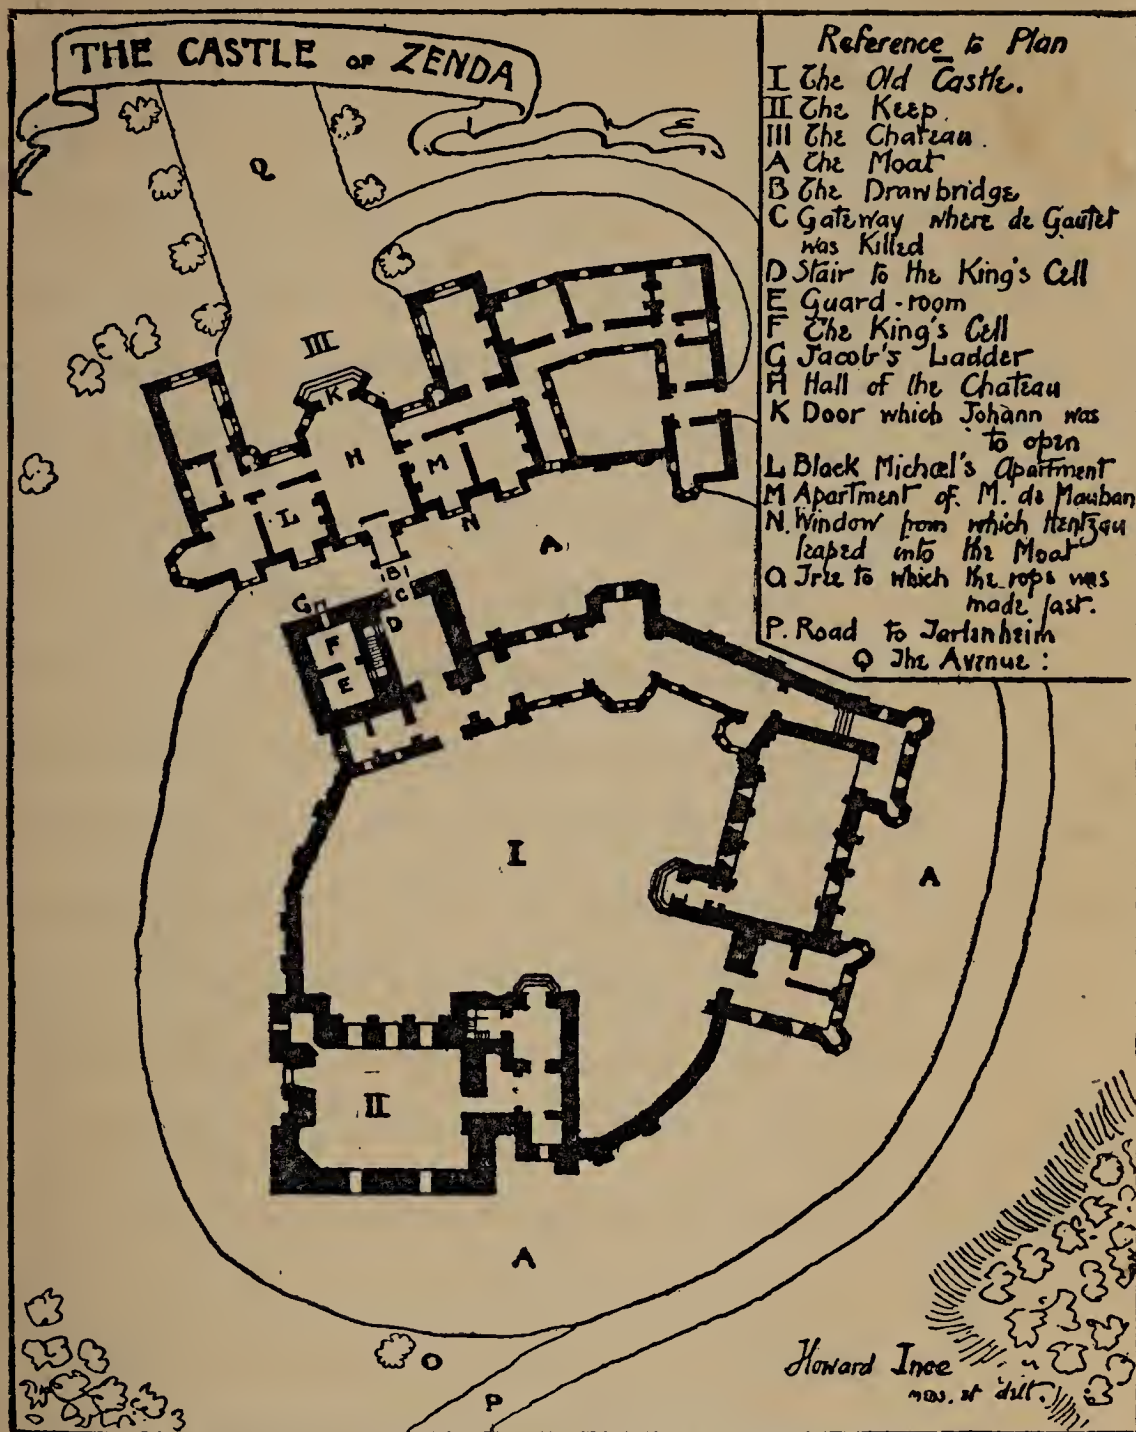 THE CASTLE OF ZENDA
Reference to Plan
I The Old Castle.
II The Keep.
III The Chateau.
A The Moat
B The Drawbridge
C Gateway where de Gautet
was Killed
D Stair to the King's Cell
E Guard-room
F The King's Cell
G Jacob's Ladder
H Hall of the Chateau
K Door which Johann was
to open
L Black Michael's Apartment
M Apartment of M. de Mauban
N. Window from which Hentzau
leaped into the Moat
O Tree to which the rope was
made fast.
P. Road to Tarlenheim
Q The Avenue:
Q
III
K
H
M
L
N
A
B
C
G
D
F
E
I
A
II
A
O
P
Howard Ince
mens. et delt.